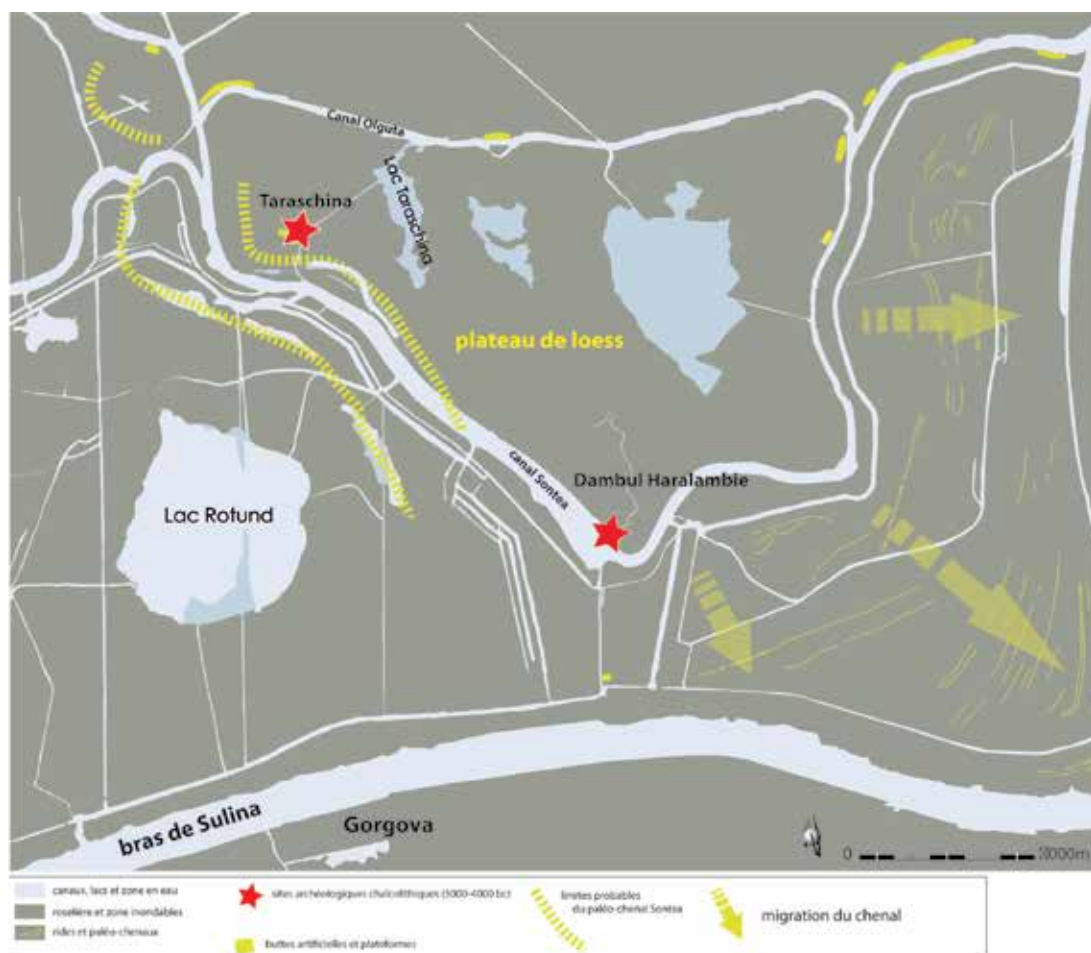 Canal Olguta
Lac Taraschina
Taraschina
plateau de loess
canal Sontea
Dambul Haralambie
Lac Rotund
bras de Sulina
Gorgova
0
canaux, lacs et zone en eau
roselière et zone inondables
rides et paléo-chenaux
sites archéologiques chalcolithiques (5000-4000 bc)
buttes artificielles et plateformes
limites probables
du paléo-chenal Sontea
migration du chenal